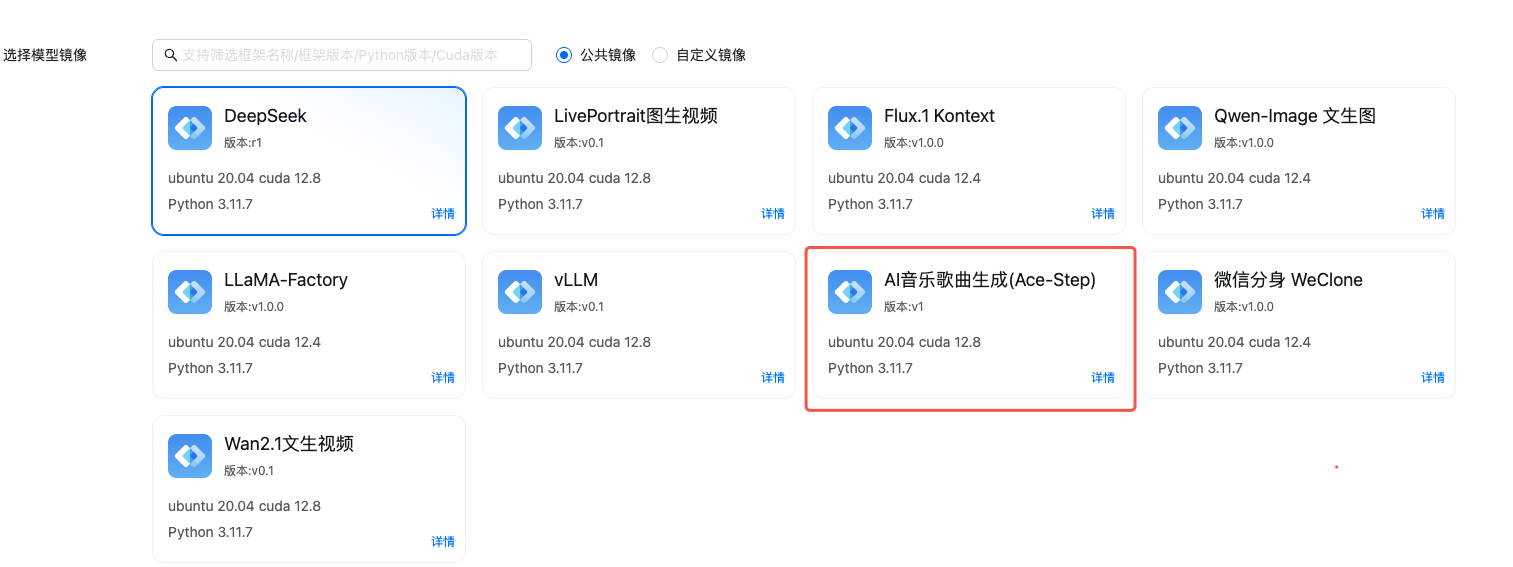 选择模型镜像
支持筛选框架名称/框架版本/Python版本/Cuda版本
公共镜像
自定义镜像
DeepSeek
版本:r1
ubuntu 20.04 cuda 12.8
Python 3.11.7
详情
LivePortrait图生视频
版本:v0.1
ubuntu 20.04 cuda 12.8
Python 3.11.7
详情
Flux.1 Kontext
版本:v1.0.0
ubuntu 20.04 cuda 12.4
Python 3.11.7
详情
Qwen-Image 文生图
版本:v1.0.0
ubuntu 20.04 cuda 12.4
Python 3.11.7
详情
LLaMA-Factory
版本:v1.0.0
ubuntu 20.04 cuda 12.4
Python 3.11.7
详情
vLLM
版本:v0.1
ubuntu 20.04 cuda 12.8
Python 3.11.7
详情
AI音乐歌曲生成(Ace-Step)
版本:v1
ubuntu 20.04 cuda 12.8
Python 3.11.7
详情
微信分身 WeClone
版本:v1.0.0
ubuntu 20.04 cuda 12.4
Python 3.11.7
详情
Wan2.1文生视频
版本:v0.1
ubuntu 20.04 cuda 12.8
Python 3.11.7
详情